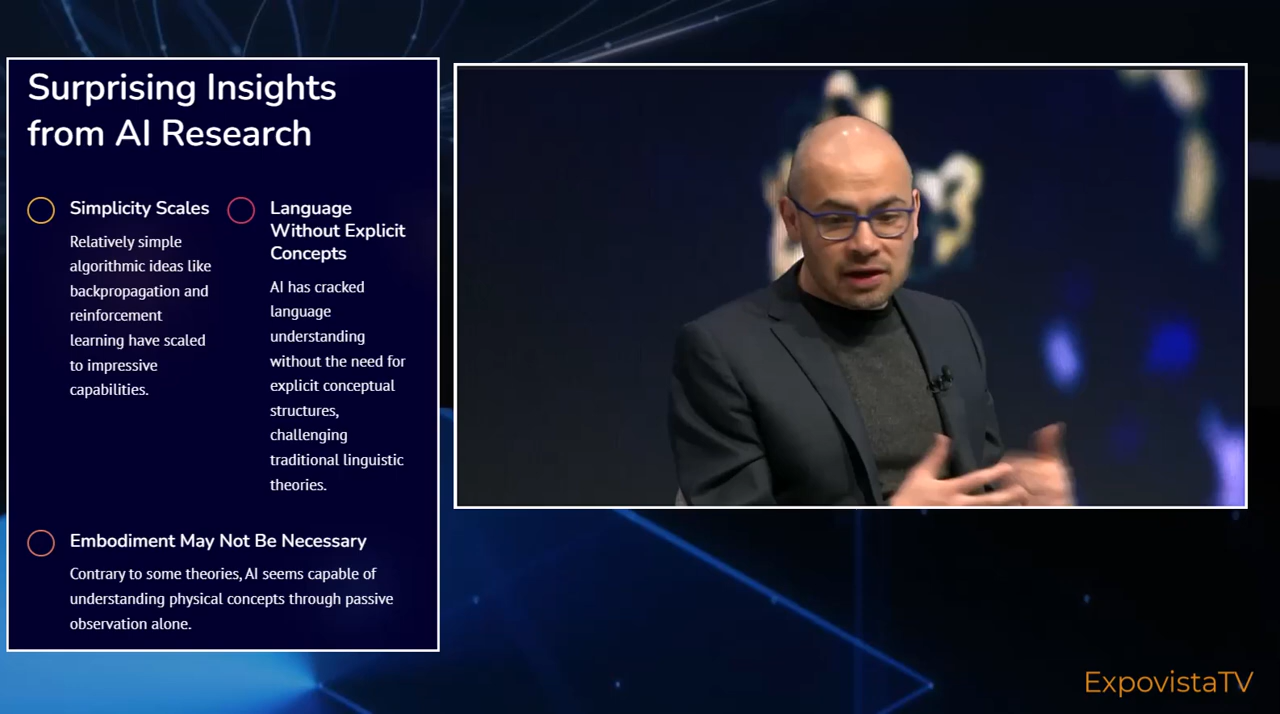 Surprising Insights
from AI Research
Simplicity Scales
Relatively simple
algorithmic ideas like
backpropagation and
reinforcement
learning have scaled
to impressive
capabilities.
Language
Without Explicit
Concepts
AI has cracked
language
understanding
without the need for
explicit conceptual
structures,
challenging
traditional linguistic
theories.
Embodiment May Not Be Necessary
Contrary to some theories, AI seems capable of
understanding physical concepts through passive
observation alone.
ExpovistaTV